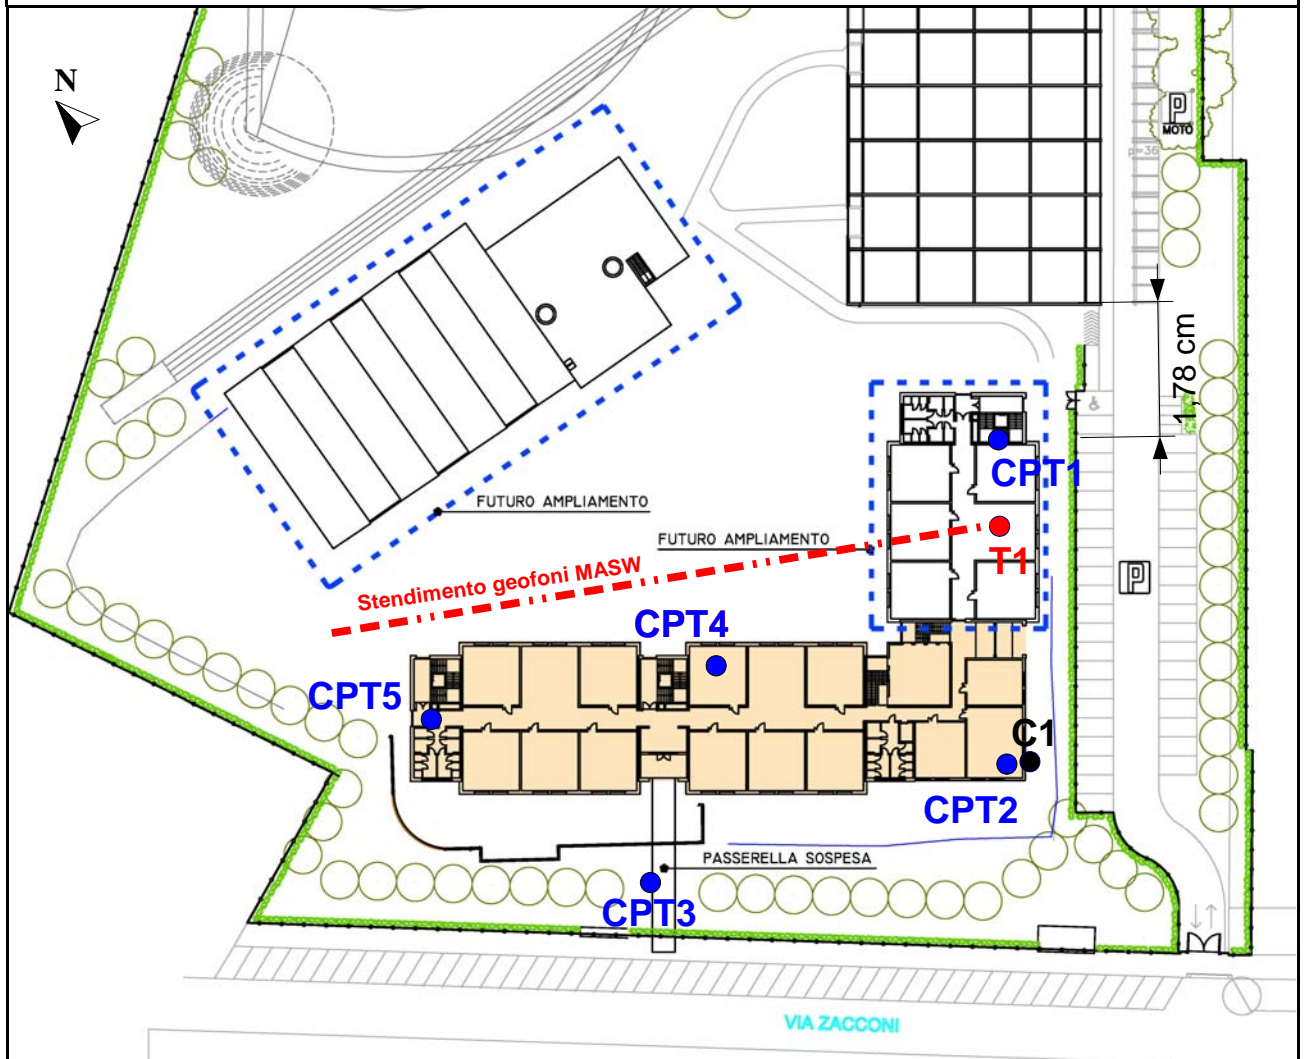 N
P
MOTO
p=36
1,78 cm
CPT1
FUTURO AMPLIAMENTO
T1
FUTURO AMPLIAMENTO
P
Stendimento geofoni MASW
CPT4
CPT5
C1
CPT2
PASSERELLA SOSPESA
CPT3
VIA ZACCONI